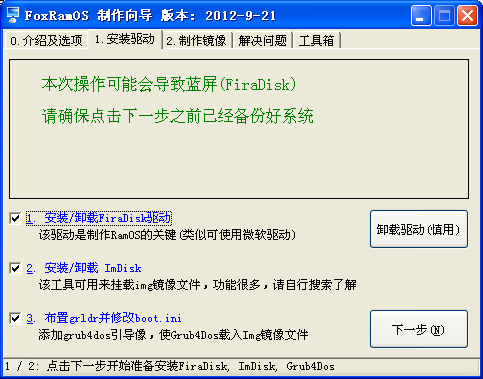 FoxRamOS 制作向导 版本: 2012-9-21
0.介绍及选项 1.安装驱动 2.制作镜像 解决问题 工具箱
本次操作可能会导致蓝屏(FiraDisk)
请确保点击下一步之前已经备份好系统
1. 安装/卸载FiraDisk驱动
该驱动是制作RamOS的关键(类似可使用微软驱动)
卸载驱动(慎用)
2. 安装/卸载 ImDisk
该工具可用来挂载img镜像文件，功能很多，请自行搜索了解
3. 布置grldr并修改boot.ini
添加grub4dos引导像，使Grub4Dos载入Img镜像文件
下一步(N)
1 / 2: 点击下一步开始准备安装FiraDisk, ImDisk, Grub4Dos